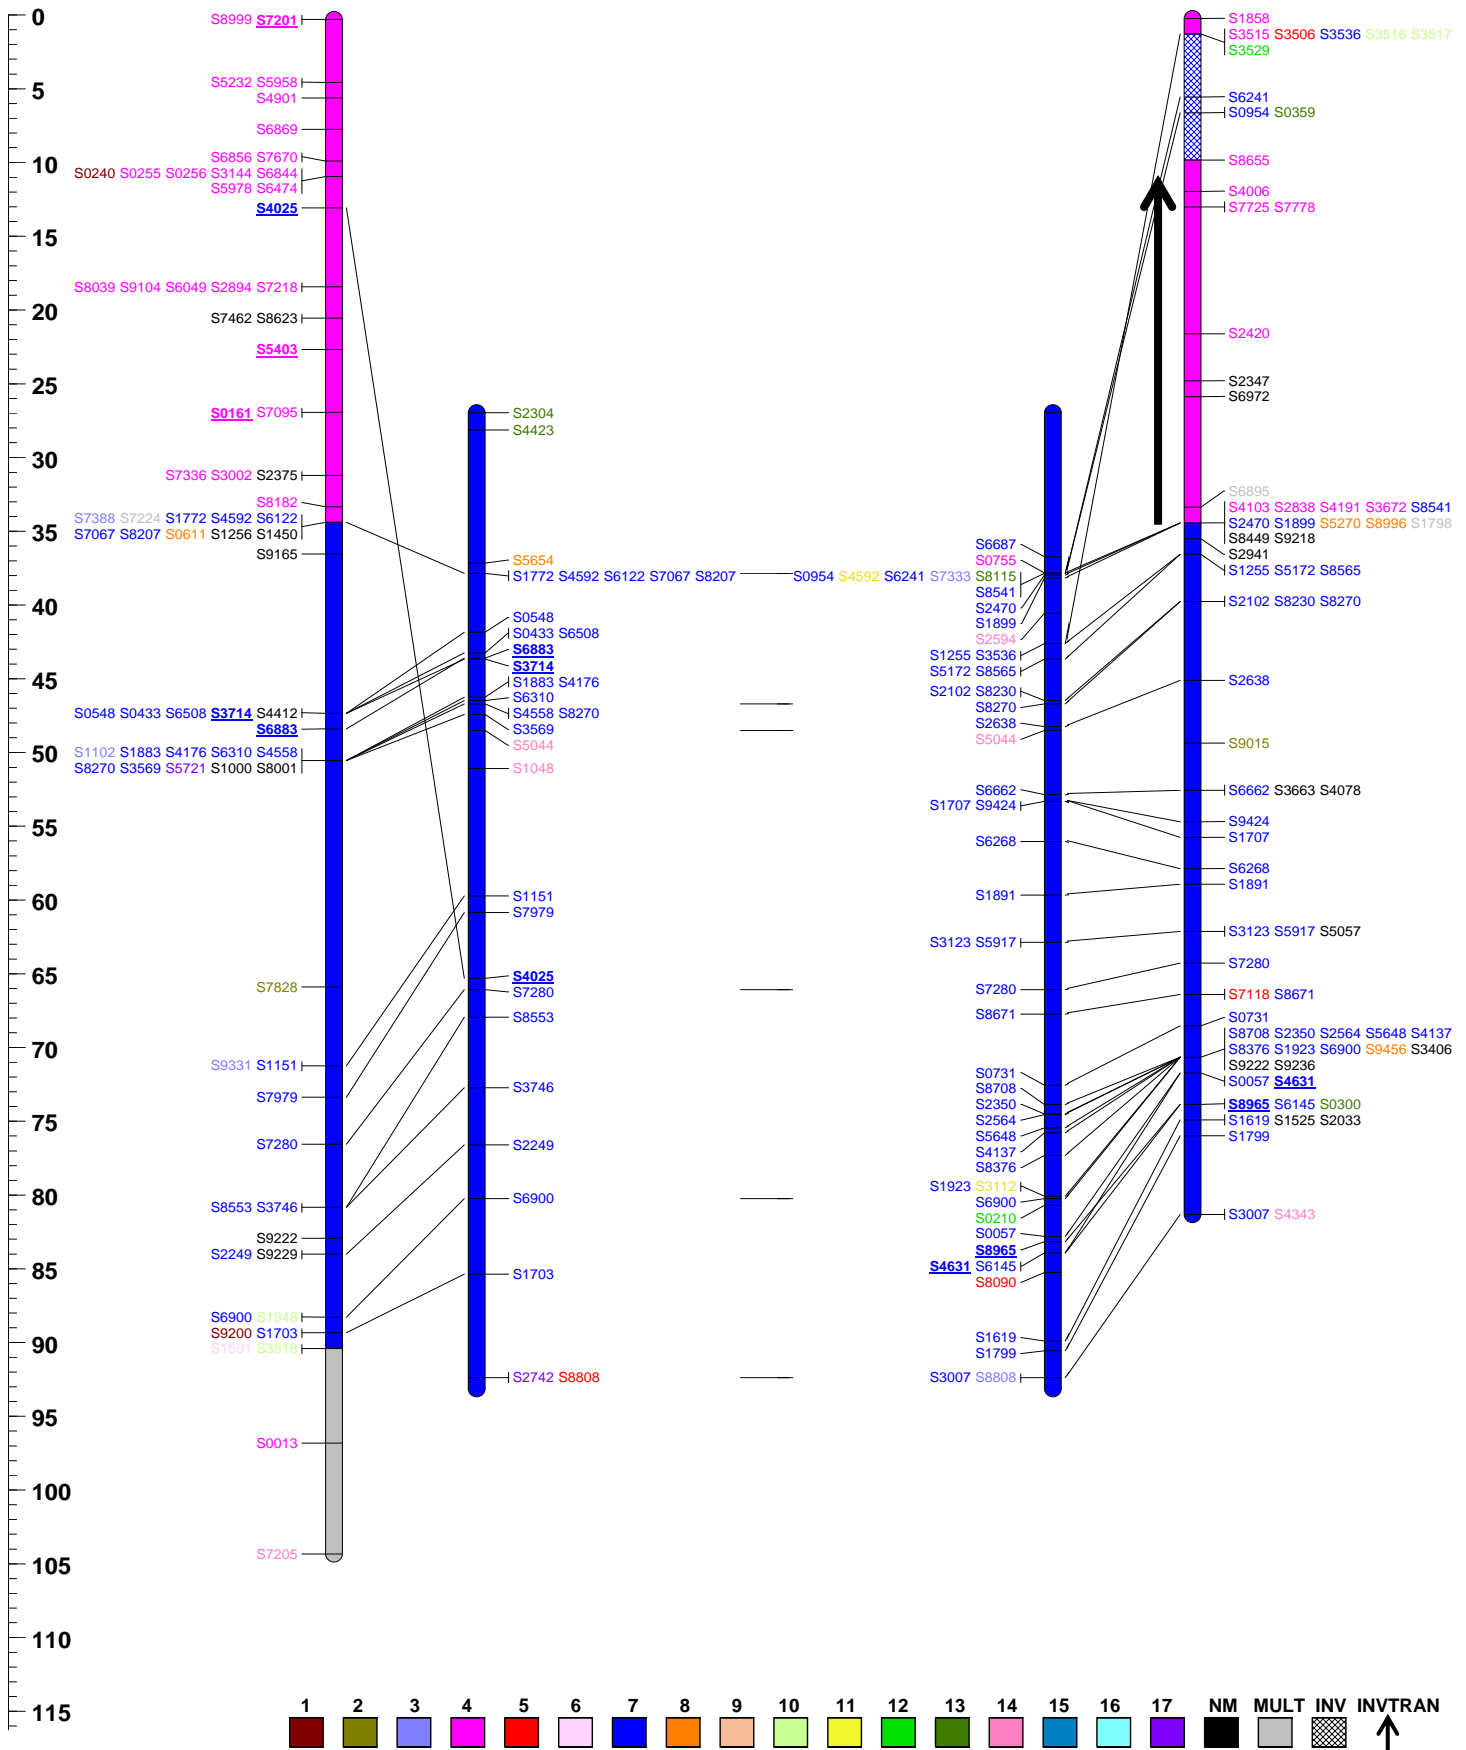 0
5
10
15
20
25
30
35
40
45
50
55
60
65
70
75
80
85
90
95
100
105
110
115
S8999 S7201
S5232 S5958
S4901
S6869
S6856 S7670
S0240 S0255 S0256 S3144 S6844
S5978 S6474
S4025
S8039 S9104 S6049 S2894 S7218
S7462 S8623
S5403
S0161 S7095
S7336 S3002 S2375
S8182
S7388 S7224 S1772 S4592 S6122
S7067 S8207 S0611 S1256 S1450
S9165
S0548 S0433 S6508 S3714 S4412
S6883
S1102 S1883 S4176 S6310 S4558
S8270 S3569 S5721 S1000 S8001
S7828
S9331 S1151
S7979
S7280
S8553 S3746
S9222
S2249 S9229
S6900 S1948
S9200 S1703
S1501 S3518
S0013
S7205
S2304
S4423
S5654
S1772 S4592 S6122 S7067 S8207
S0548
S0433 S6508
S6883
S3714
S1883 S4176
S6310
S4558 S8270
S3569
S5044
S1048
S1151
S7979
S4025
S7280
S8553
S3746
S2249
S6900
S1703
S2742 S8808
S6687
S0755
S0954 S4592 S6241 S7333 S8115
S8541
S2470
S1899
S2594
S1255 S3536
S5172 S8565
S2102 S8230
S8270
S2638
S5044
S6662
S1707 S9424
S6268
S1891
S3123 S5917
S7280
S8671
S0731
S8708
S2350
S2564
S5648
S4137
S8376
S1923 S3112
S6900
S0210
S0057
S8965
S4631 S6145
S8090
S1619
S1799
S3007 S8808
S1858
S3515 S3506 S3536 S3516 S3517
S3529
S6241
S0954 S0359
S8655
S4006
S7725 S7778
S2420
S2347
S6972
S6895
S4103 S2838 S4191 S3672 S8541
S2470 S1899 S5270 S8996 S1798
S8449 S9218
S2941
S1255 S5172 S8565
S2102 S8230 S8270
S2638
S9015
S6662 S3663 S4078
S9424
S1707
S6268
S1891
S3123 S5917 S5057
S7280
S7118 S8671
S0731
S8708 S2350 S2564 S5648 S4137
S8376 S1923 S6900 S9456 S3406
S9222 S9236
S0057 S4631
S8965 S6145 S0300
S1619 S1525 S2033
S1799
S3007 S4343
1 2 3 4 5 6 7 8 9 10 11 12 13 14 15 16 17 NM MULT INV INVTRAN